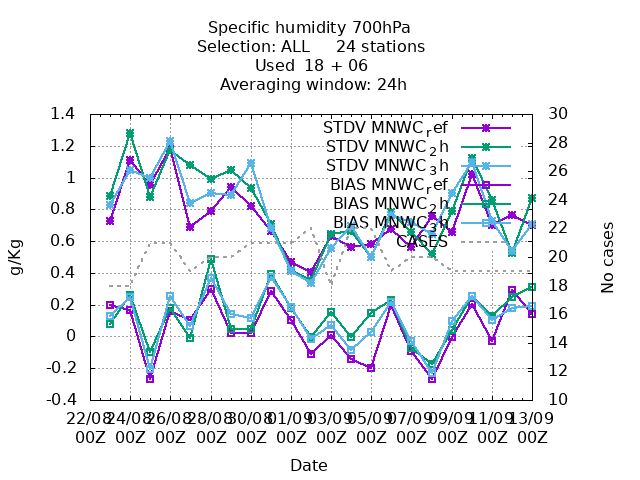 Specific humidity 700hPa
Selection: ALL 24 stations
Used 18 + 06
Averaging window: 24h
1.4
1.2
1
0.8
0.6
0.4
0.2
0
-0.2
-0.4
g/Kg
STDV MNWC_ref
STDV MNWC_2h
STDV MNWC_3h
BIAS MNWC_ref
BIAS MNWC_2h
BIAS MNWC_3h
CASES
30
28
26
24
22
20
18
16
14
12
10
No cases
22/08 24/08 26/08 28/08 30/08 01/09 03/09 05/09 07/09 09/09 11/09 13/09
00Z 00Z 00Z 00Z 00Z 00Z 00Z 00Z 00Z 00Z 00Z 00Z
Date